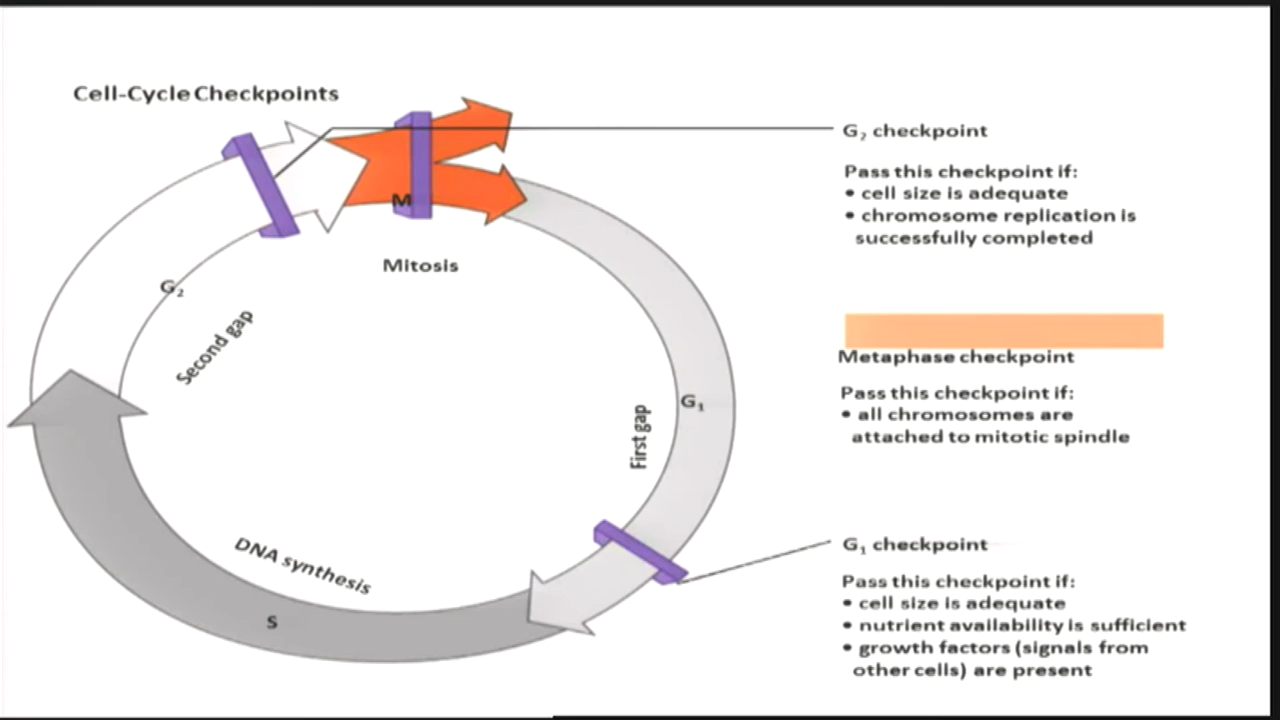 Cell-Cycle Checkpoints
G₂ checkpoint
Pass this checkpoint if:
• cell size is adequate
• chromosome replication is
successfully completed
M
Mitosis
G₂
Second gap
Metaphase checkpoint
Pass this checkpoint if:
• all chromosomes are
attached to mitotic spindle
G₁
First gap
DNA synthesis
S
G₁ checkpoint
Pass this checkpoint if:
• cell size is adequate
• nutrient availability is sufficient
• growth factors (signals from
other cells) are present